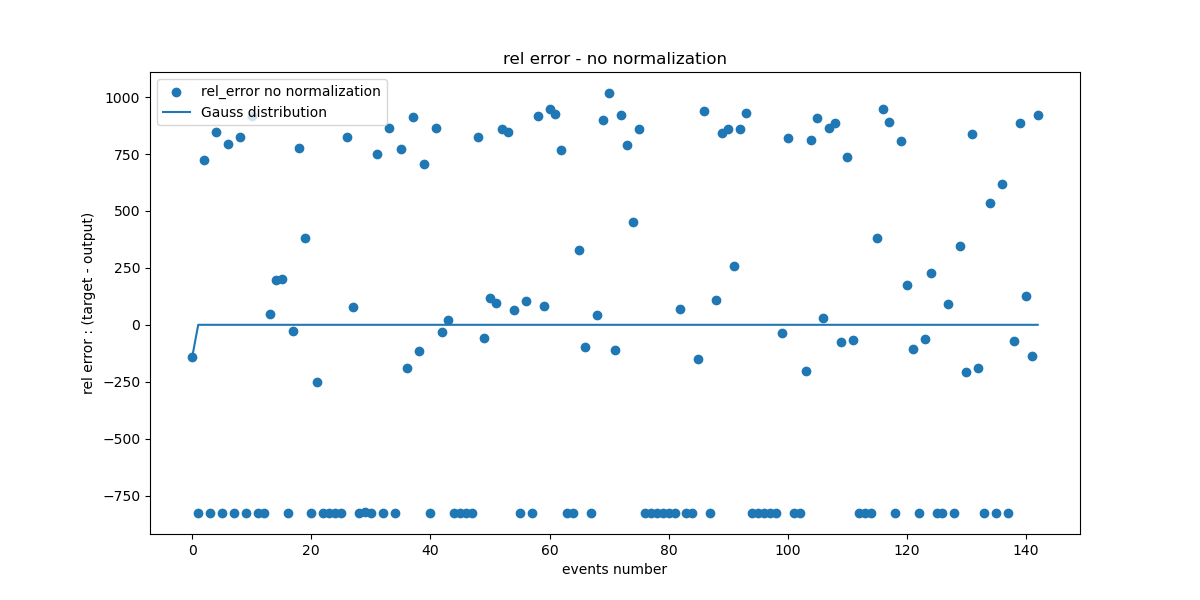 rel error - no normalization
rel_error no normalization
Gauss distribution
rel error : (target - output)
1000
750
500
250
0
−250
−500
−750
0 20 40 60 80 100 120 140
events number